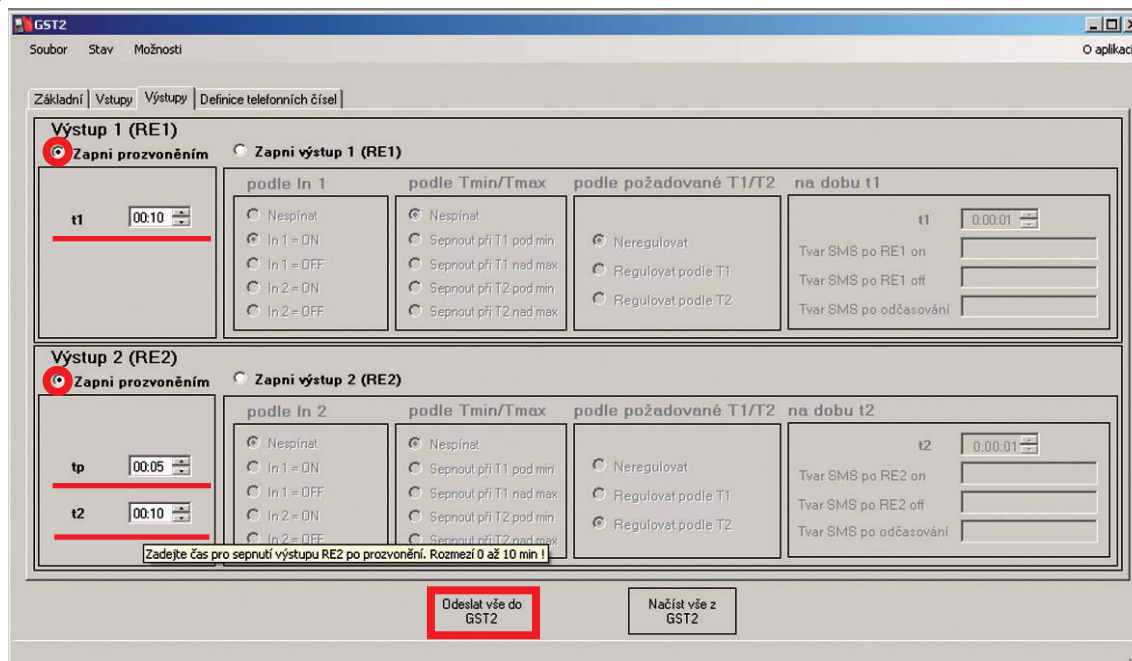 GST2
Soubor Stav Možnosti O aplikaci
Základní Vstupy Výstupy Definice telefonních čísel
Výstup 1 (RE1)
Zapni prozvoněním Zapni výstup 1 (RE1)
podle In 1 podle Tmin/Tmax podle požadované T1/T2 na dobu t1
t1 00:10 Nespínat Nespínat t1 0:00:01
In 1 = ON Sepnout při T1 pod min Neregulovat Tvar SMS po RE1 on
In 1 = OFF Sepnout při T1 nad max Regulovat podle T1 Tvar SMS po RE1 off
In 2 = ON Sepnout při T2 pod min Regulovat podle T2
In 2 = OFF Sepnout při T2 nad max Tvar SMS po odčasování
Výstup 2 (RE2)
Zapni prozvoněním Zapni výstup 2 (RE2)
podle In 2 podle Tmin/Tmax podle požadované T1/T2 na dobu t2
Nespínat Nespínat t2 0:00:01
tp 00:05 In 1 = ON Sepnout při T1 pod min Neregulovat Tvar SMS po RE2 on
In 1 = OFF Sepnout při T1 nad max Regulovat podle T1 Tvar SMS po RE2 off
t2 00:10 In 2 = ON Sepnout při T2 pod min Regulovat podle T2
In 2 = OFF Sepnout při T2 nad max Tvar SMS po odčasování
Zadejte čas pro sepnutí výstupu RE2 po prozvonění. Rozmezí 0 až 10 min !
Odeslat vše do Načíst vše z
GST2 GST2